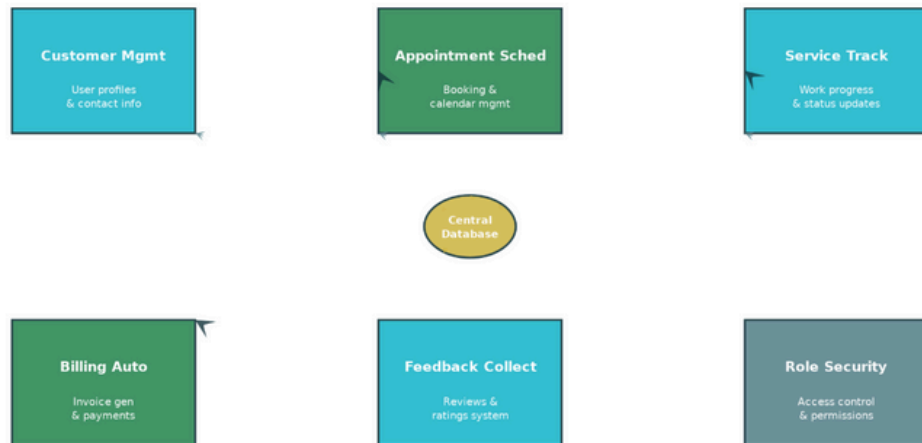 Customer Mgmt
User profiles
& contact info
Appointment Sched
Booking &
calendar mgmt
Service Track
Work progress
& status updates
Central
Database
Billing Auto
Invoice gen
& payments
Feedback Collect
Reviews &
ratings system
Role Security
Access control
& permissions